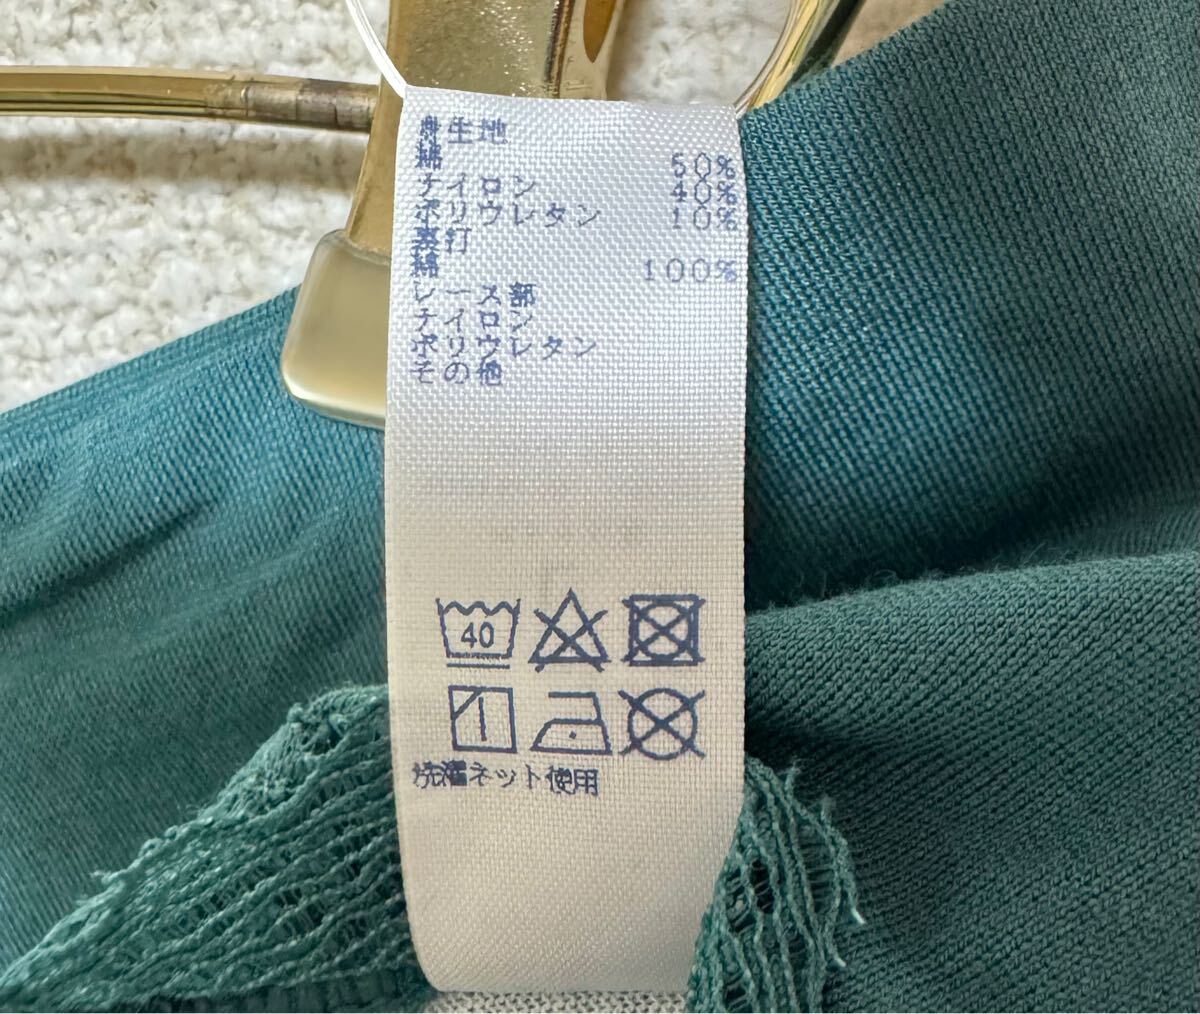 身生地
綿 50%
ナイロン 40%
ポリウレタン 10%
裏打
綿 100%
レース部
ナイロン
ポリウレタン
その他
40
洗濯ネット使用